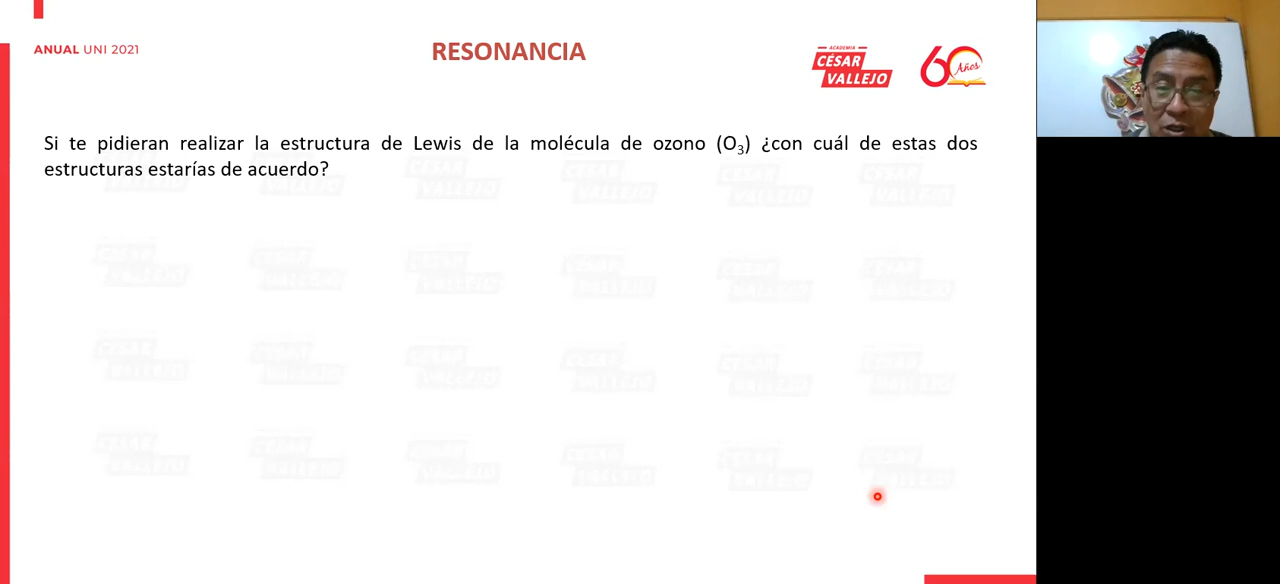 ANUAL UNI 2021
RESONANCIA
ACADEMIA
CÉSAR
VALLEJO
60
Años
Si te pidieran realizar la estructura de Lewis de la molécula de ozono (O₃) ¿con cuál de estas dos
estructuras estarías de acuerdo?